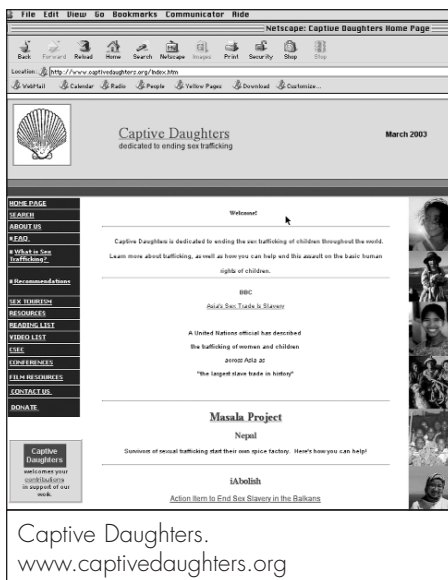 File Edit View Go Bookmarks Communicator Hide
Netscape: Captive Daughters Home Page
Back Forward Reload Home Search Netscape Images Print Security Shop Stop
Location: http://www.captivedaughters.org/index.htm
WebMail Calendar Radio People Yellow Pages Download Customize...
Captive Daughters
dedicated to ending sex trafficking
March 2003
HOME PAGE
SEARCH
ABOUT US
FAQ
What is Sex
Trafficking?
Recommendations
SEX TOURISM
RESOURCES
READING LIST
VIDEO LIST
CSEC
CONFERENCES
FILM RESOURCES
CONTACT US
DONATE
Captive
Daughters
welcomes your
contributions
in support of our
work.
Welcome!
Captive Daughters is dedicated to ending the sex trafficking of children throughout the world.
Learn more about trafficking, as well as how you can help end this assault on the basic human
rights of children.
BBC
Asia's Sex Trade Is Slavery
A United Nations official has described
the trafficking of women and children
across Asia as
"the largest slave trade in history"
Masala Project
Nepal
Survivors of sexual trafficking start their own spice factory. Here's how you can help!
iAbolish
Action Item to End Sex Slavery in the Balkans
Captive Daughters.
www.captivedaughters.org